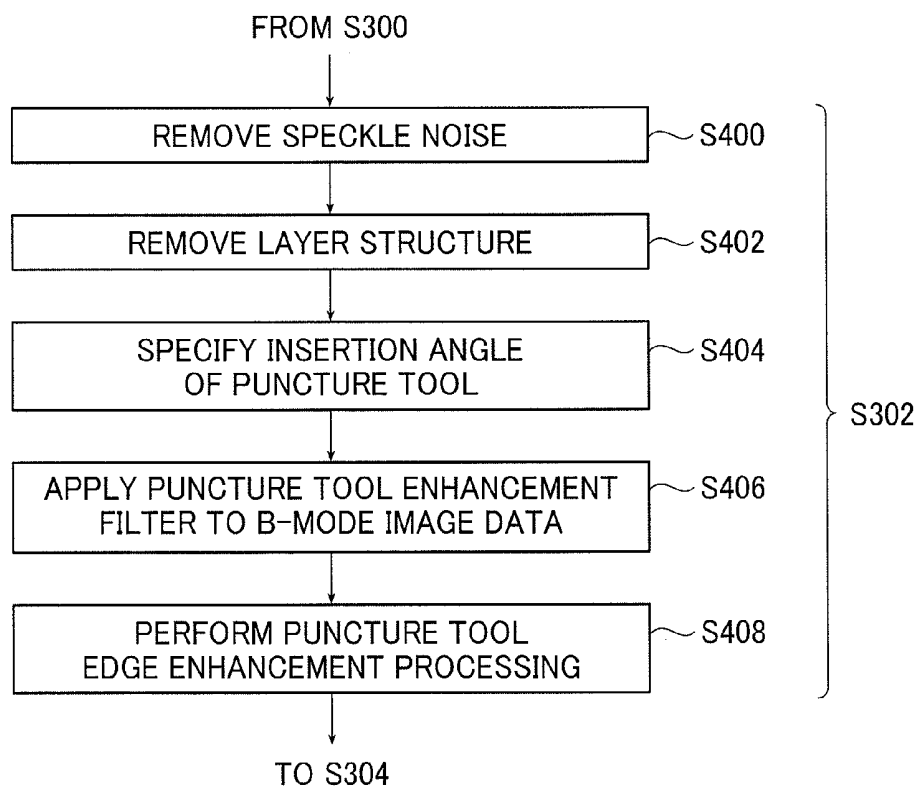 FROM S300
REMOVE SPECKLE NOISE
S400
REMOVE LAYER STRUCTURE
S402
SPECIFY INSERTION ANGLE
OF PUNCTURE TOOL
S404
S302
APPLY PUNCTURE TOOL ENHANCEMENT
FILTER TO B-MODE IMAGE DATA
S406
PERFORM PUNCTURE TOOL
EDGE ENHANCEMENT PROCESSING
S408
TO S304